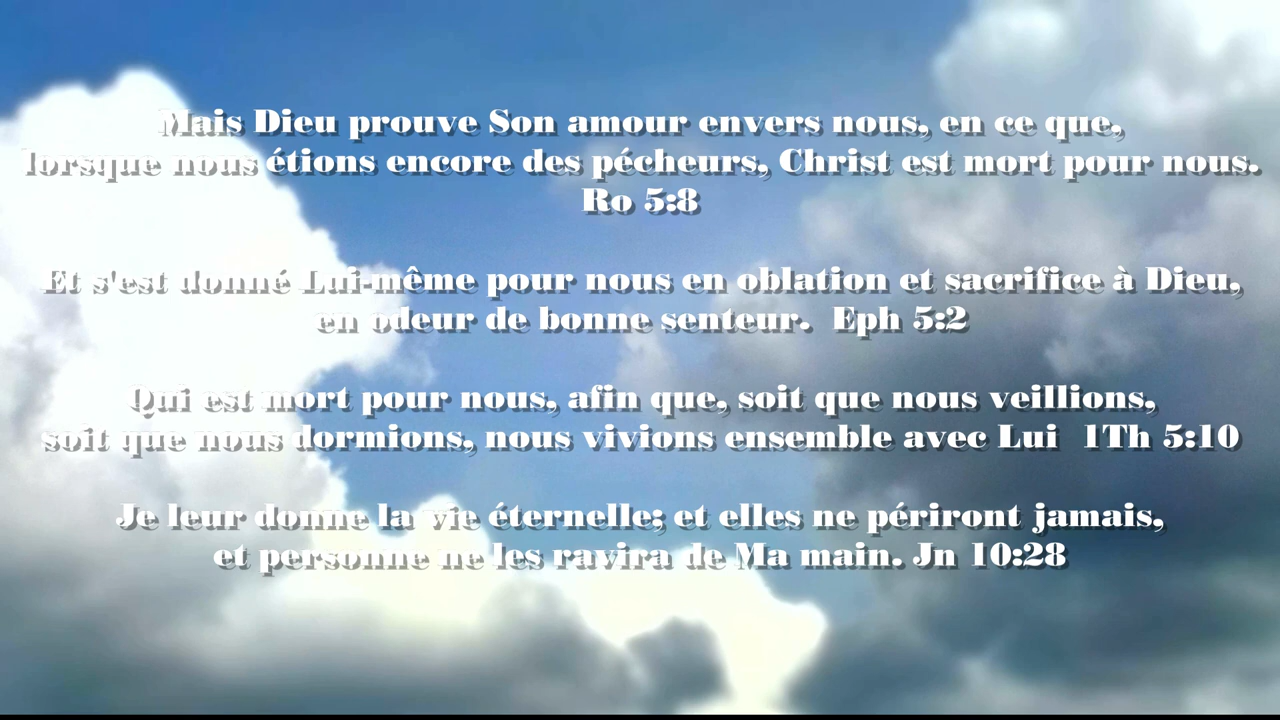 Mais Dieu prouve Son amour envers nous, en ce que,
lorsque nous étions encore des pécheurs, Christ est mort pour nous.
Ro 5:8
Et s'est donné Lui-même pour nous en oblation et sacrifice à Dieu,
en odeur de bonne senteur. Eph 5:2
Qui est mort pour nous, afin que, soit que nous veillions,
soit que nous dormions, nous vivions ensemble avec Lui 1Th 5:10
Je leur donne la vie éternelle; et elles ne périront jamais,
et personne ne les ravira de Ma main. Jn 10:28